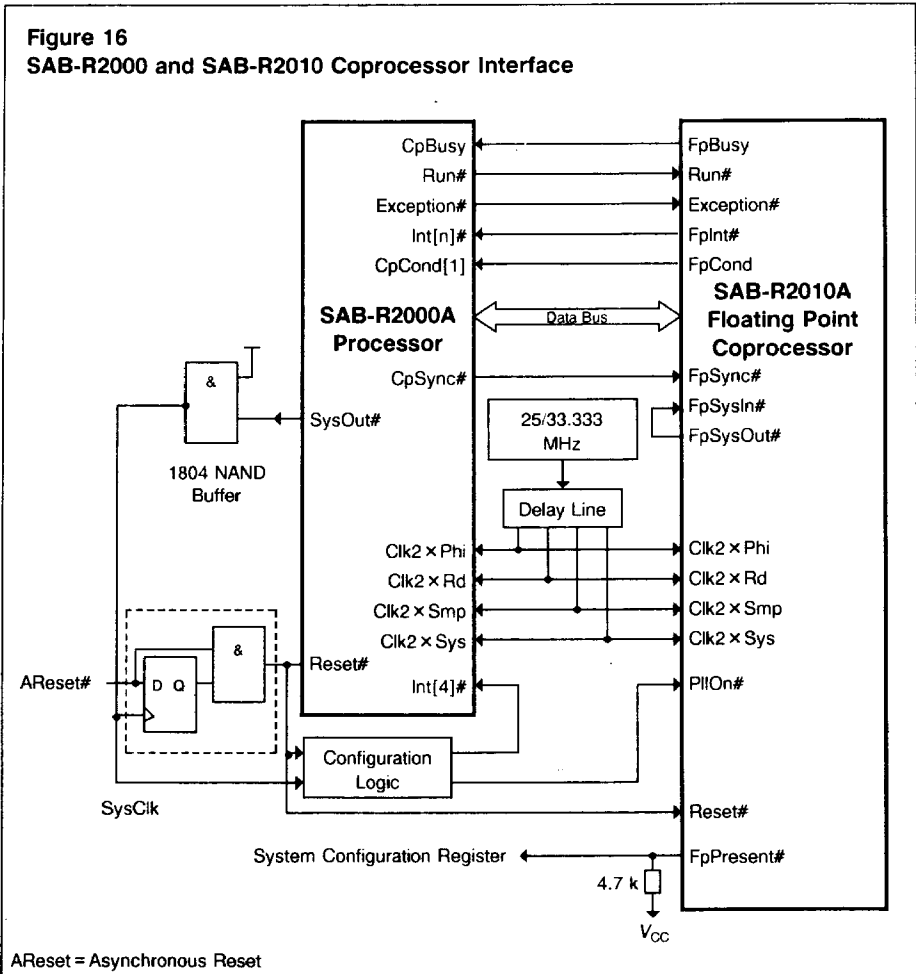 Figure 16
SAB-R2000 and SAB-R2010 Coprocessor Interface
CpBusy
FpBusy
Run#
Run#
Exception#
Exception#
Int[n]#
FpInt#
CpCond[1]
FpCond
SAB-R2000A
Processor
Data Bus
SAB-R2010A
Floating Point
Coprocessor
CpSync#
FpSync#
&
SysOut#
FpSysIn#
FpSysOut#
25/33.333
MHz
1804 NAND
Buffer
Delay Line
Clk2×Phi
Clk2×Phi
Clk2×Rd
Clk2×Rd
Clk2×Smp
Clk2×Smp
Clk2×Sys
Clk2×Sys
&
Reset#
AReset#
D Q
Int[4]#
PllOn#
Configuration
Logic
SysClk
Reset#
System Configuration Register
FpPresent#
4.7 k
VCC
AReset = Asynchronous Reset